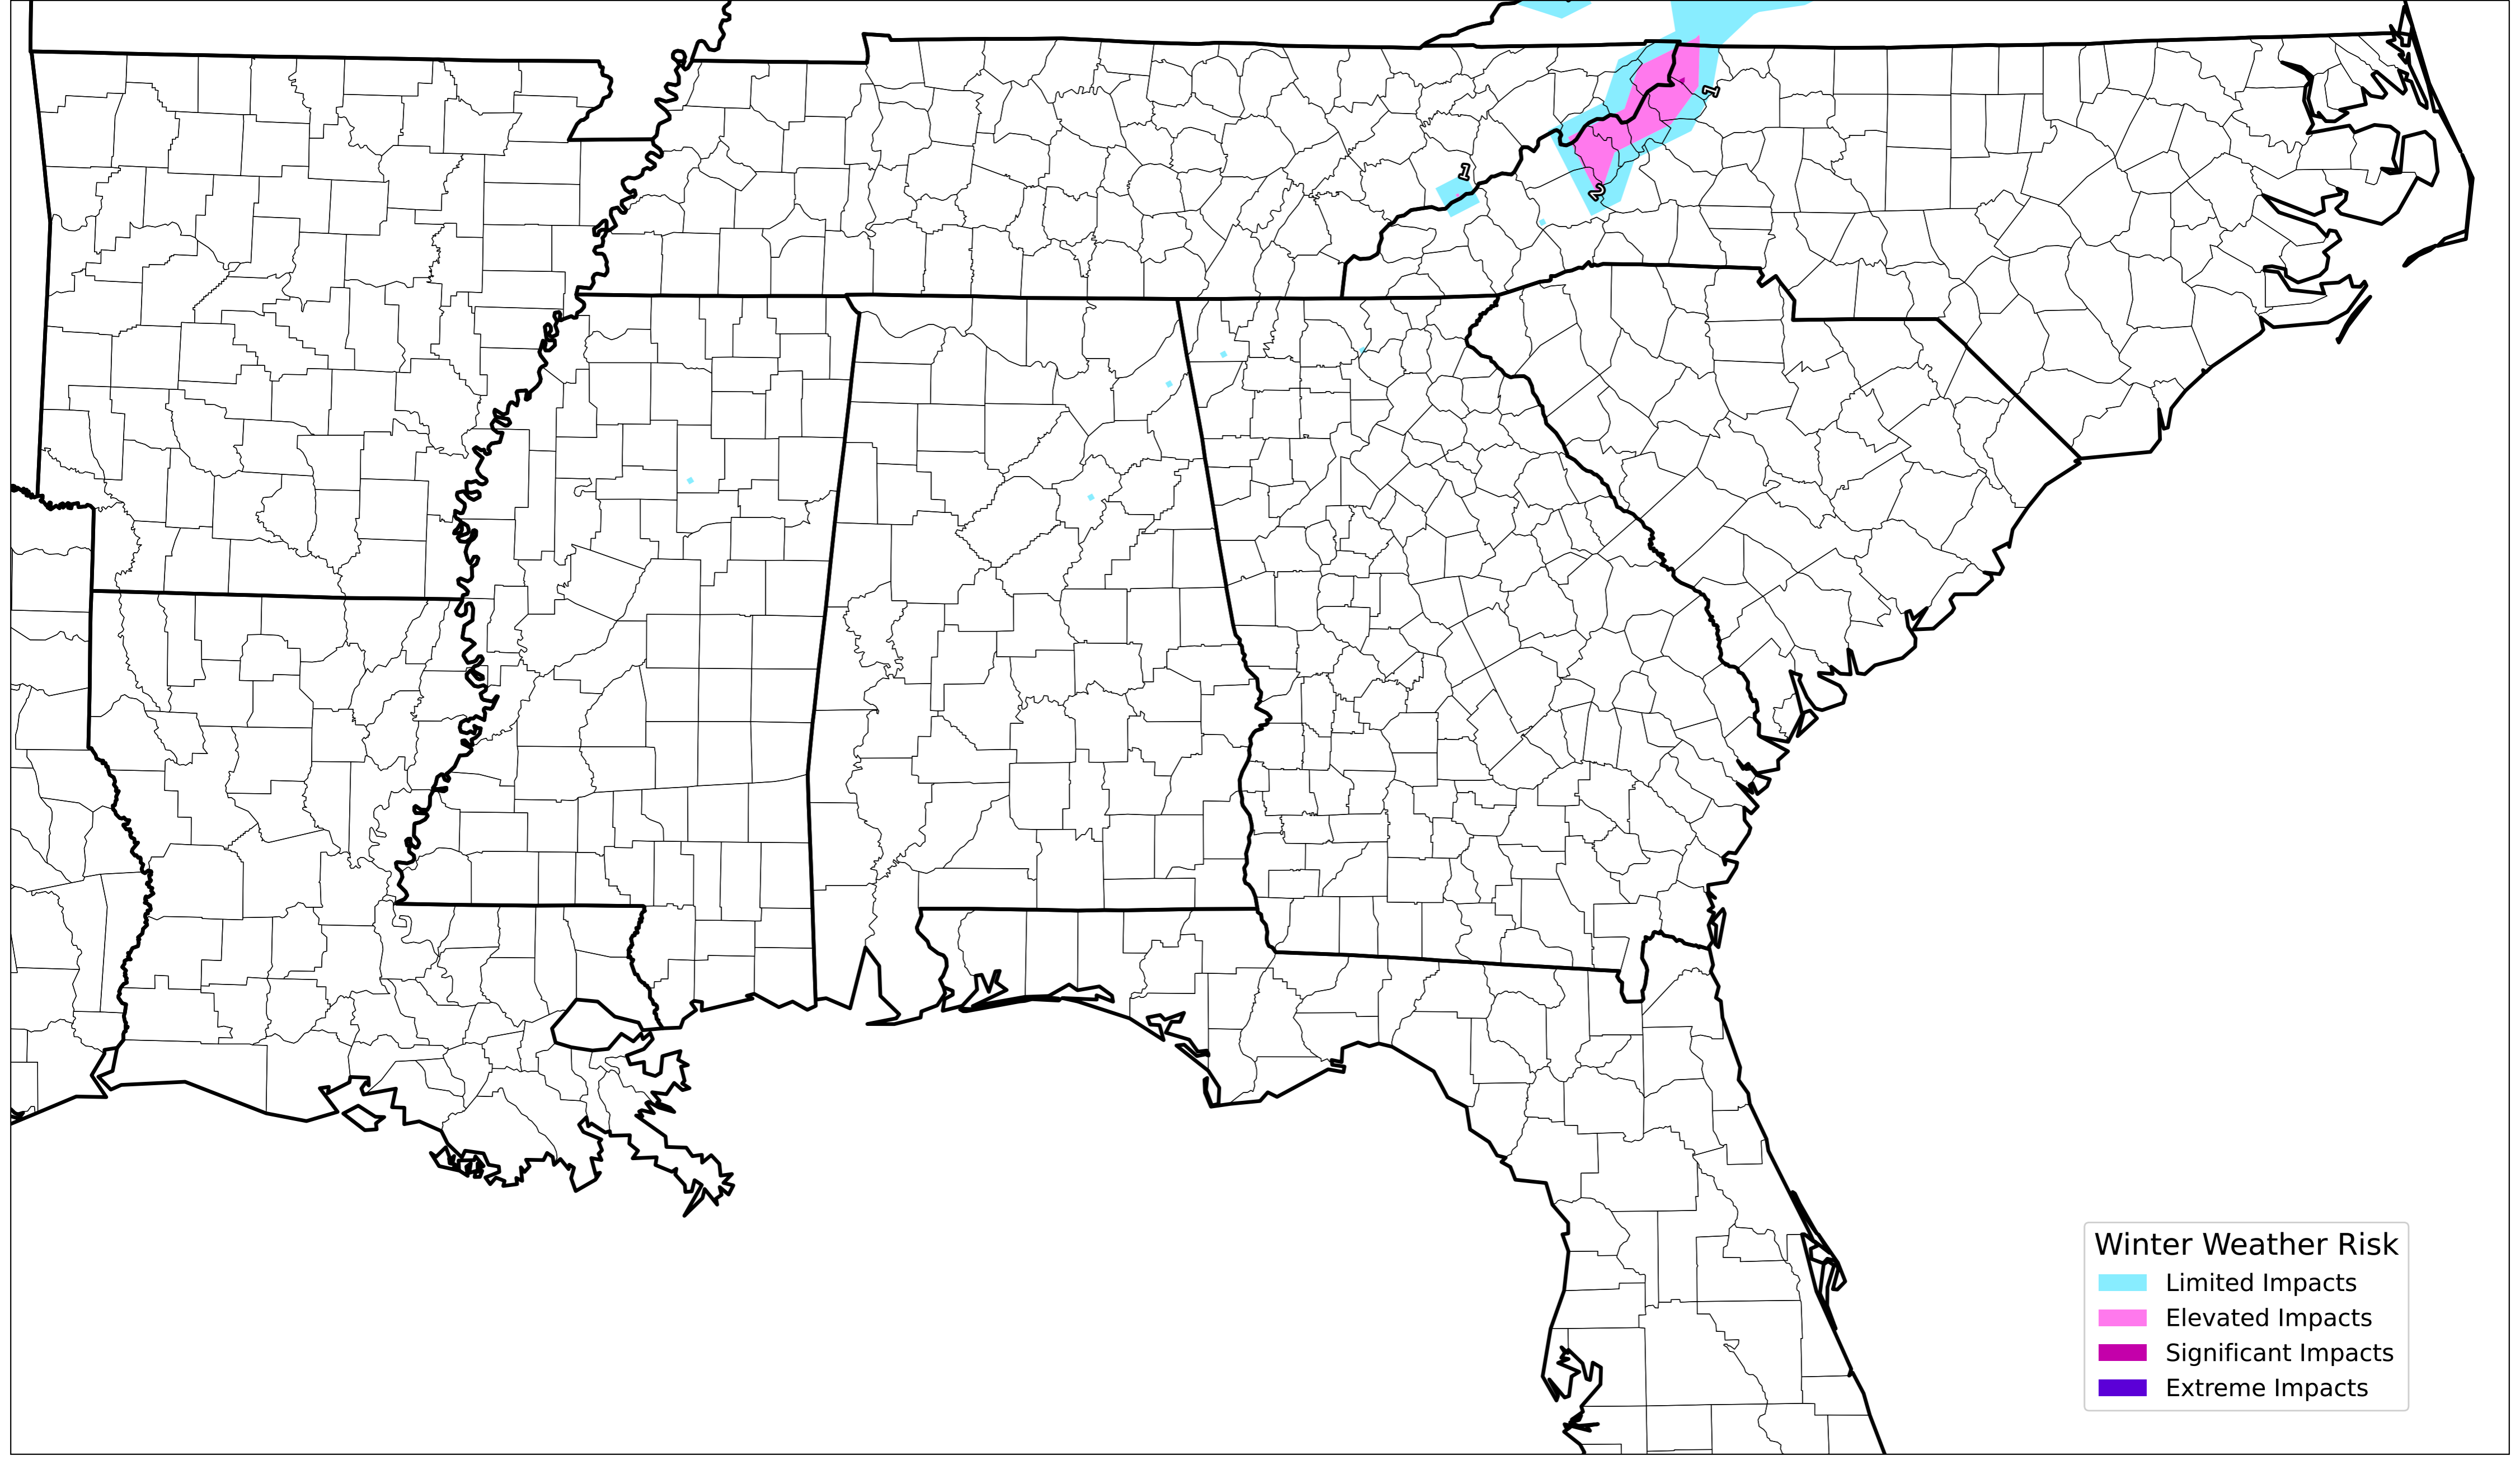 1
1
2
Winter Weather Risk
Limited Impacts
Elevated Impacts
Significant Impacts
Extreme Impacts